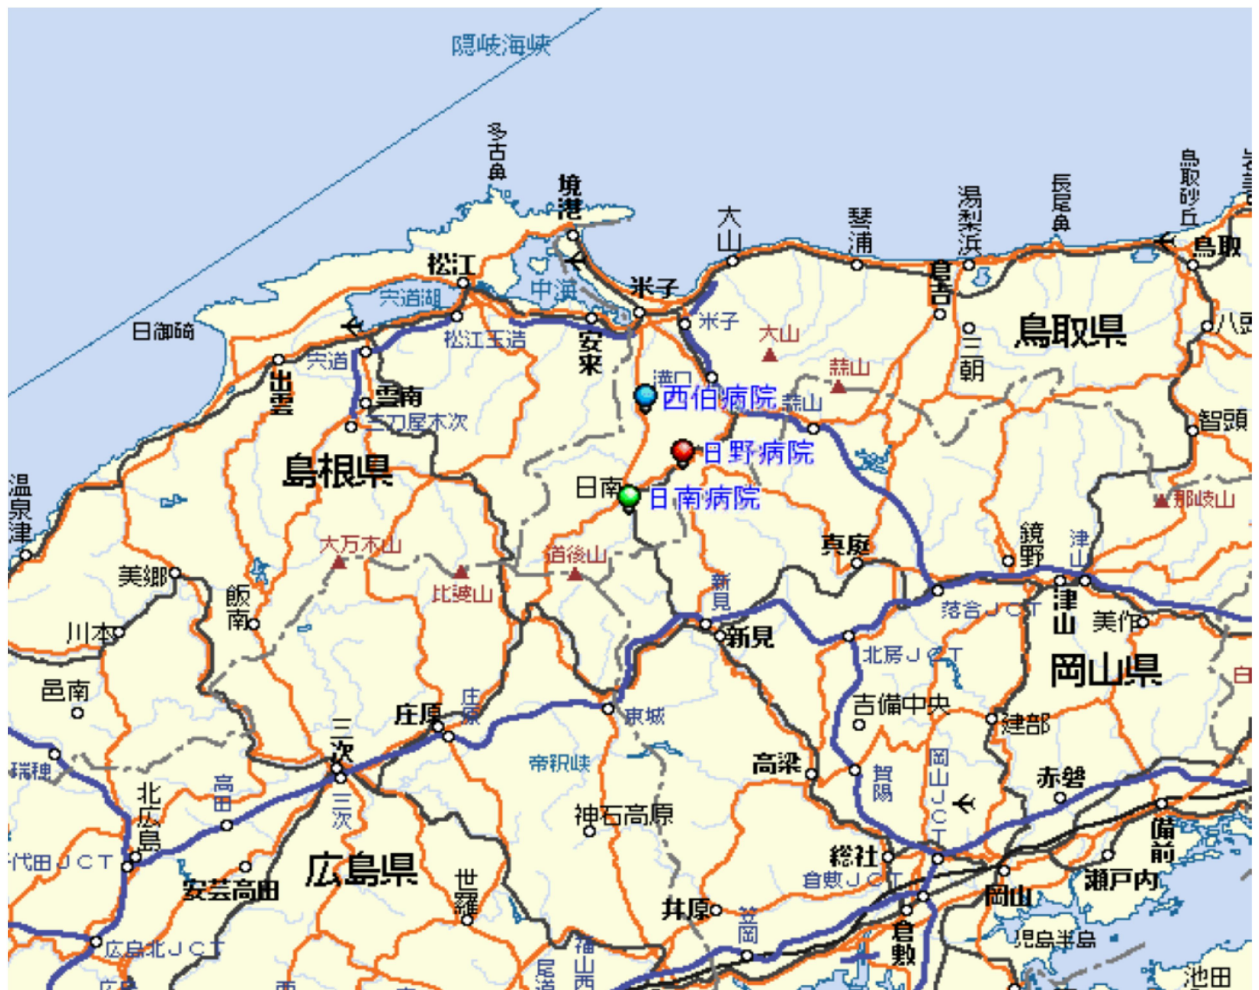 隠岐海峡
多古鼻
境港
大山
琴浦
湯梨浜
長尾鼻
鳥取砂丘
鳥取
松江
宍道湖
中海
米子
米子
倉吉
三朝
鳥取県
八頭
日御碕
宍道
松江玉造
安来
大山
蒜山
出雲
雲南
三刀屋木次
溝口
西伯病院
蒜山
智頭
島根県
日野病院
日南
日南病院
那岐山
温泉津
美郷
大万木山
比婆山
道後山
飯南
川本
新見
新見
真庭
鏡野
津山
津山
落合JCT
美作
北房JCT
岡山県
邑南
庄原
庄原
東城
吉備中央
建部
三次
三次
瑞穂
高田
帝釈峡
高梁
賀陽
岡山JCT
赤磐
北広島
神石高原
備前
代田JCT
安芸高田
広島県
世羅
総社
倉敷JCT
岡山
瀬戸内
井原
笠岡
倉敷
児島半島
広島北JCT
尾道
福山西
池田